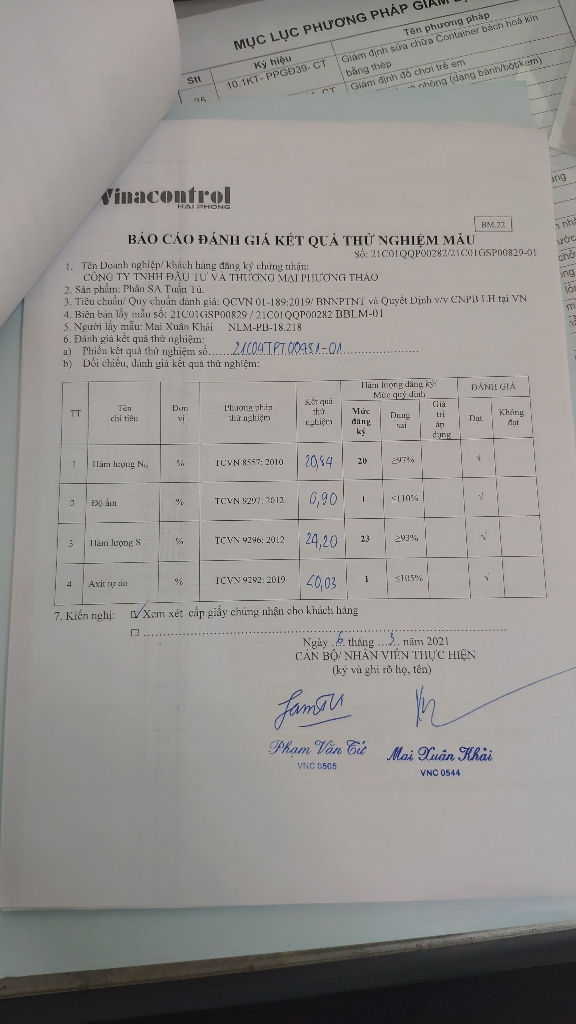 MỤC LỤC PHƯƠNG PHÁP GIÁM
Stt Ký hiệu Tên phương pháp
10.1KT- PPGĐ39- CT Giám định sửa chữa Container bách hoá kín
bằng thép
Giám định đồ chơi trẻ em
phòng (dạng bánh/bột/kem)
Vinacontrol
HAI PHONG
BM.22
BÁO CÁO ĐÁNH GIÁ KẾT QUẢ THỬ NGHIỆM MẪU
Số: 21C01QQP00282/21C01GSP00829-01
1. Tên Doanh nghiệp/ khách hàng đăng ký chứng nhận:
CÔNG TY TNHH ĐẦU TƯ VÀ THƯƠNG MẠI PHƯƠNG THẢO
2. Sản phẩm: Phân SA Tuấn Tú.
3. Tiêu chuẩn/ Quy chuẩn đánh giá: QCVN 01-189:2019/ BNNPTNT và Quyết Định v/v CNPB LH tại VN
4. Biên bản lấy mẫu số: 21C01GSP00829 / 21C01QQP00282 BBLM-01
5. Người lấy mẫu: Mai Xuân Khải NLM-PB-18.218
6. Đánh giá kết quả thử nghiệm:
a) Phiếu kết quả thử nghiệm số 21C04TPT00951-01
b) Đối chiếu, đánh giá kết quả thử nghiệm:
TT Tên chỉ tiêu Đơn vị Phương pháp thử nghiệm Kết quả thử nghiệm Hàm lượng đăng ký/ Mức quy định ĐÁNH GIÁ
Mức đăng ký Dung sai Giá trị áp dụng Đạt Không đạt
1 Hàm lượng Nts % TCVN 8557: 2010 20,84 20 ≥97% √
2 Độ ẩm % TCVN 9297: 2012 0,90 1 ≤110% √
3 Hàm lượng S % TCVN 9296: 2012 24,20 23 ≥93% √
4 Axit tự do % TCVN 9292: 2019 <0,03 1 ≤105% √
7. Kiến nghị: ☑ Xem xét cấp giấy chứng nhận cho khách hàng
☐
Ngày 6 tháng 3 năm 2021
CÁN BỘ/ NHÂN VIÊN THỰC HIỆN
(ký và ghi rõ họ, tên)
Phạm Văn Tứ Mai Xuân Khải
VNC 0505 VNC 0544